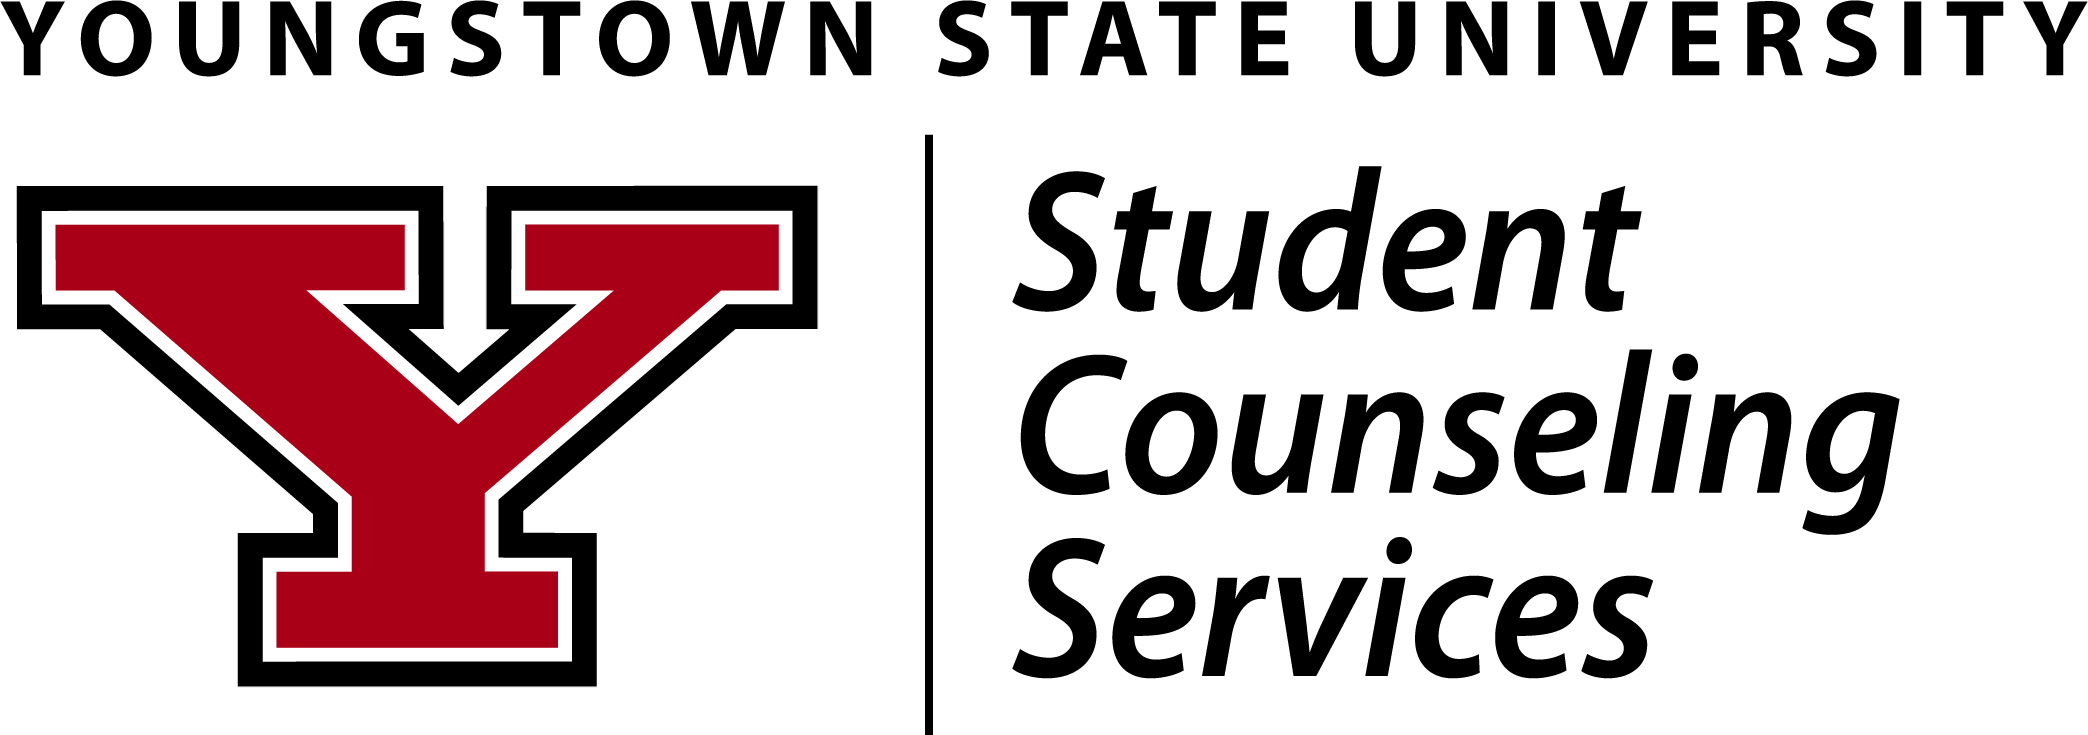 YOUNGSTOWN STATE UNIVERSITY
Y
Student
Counseling
Services